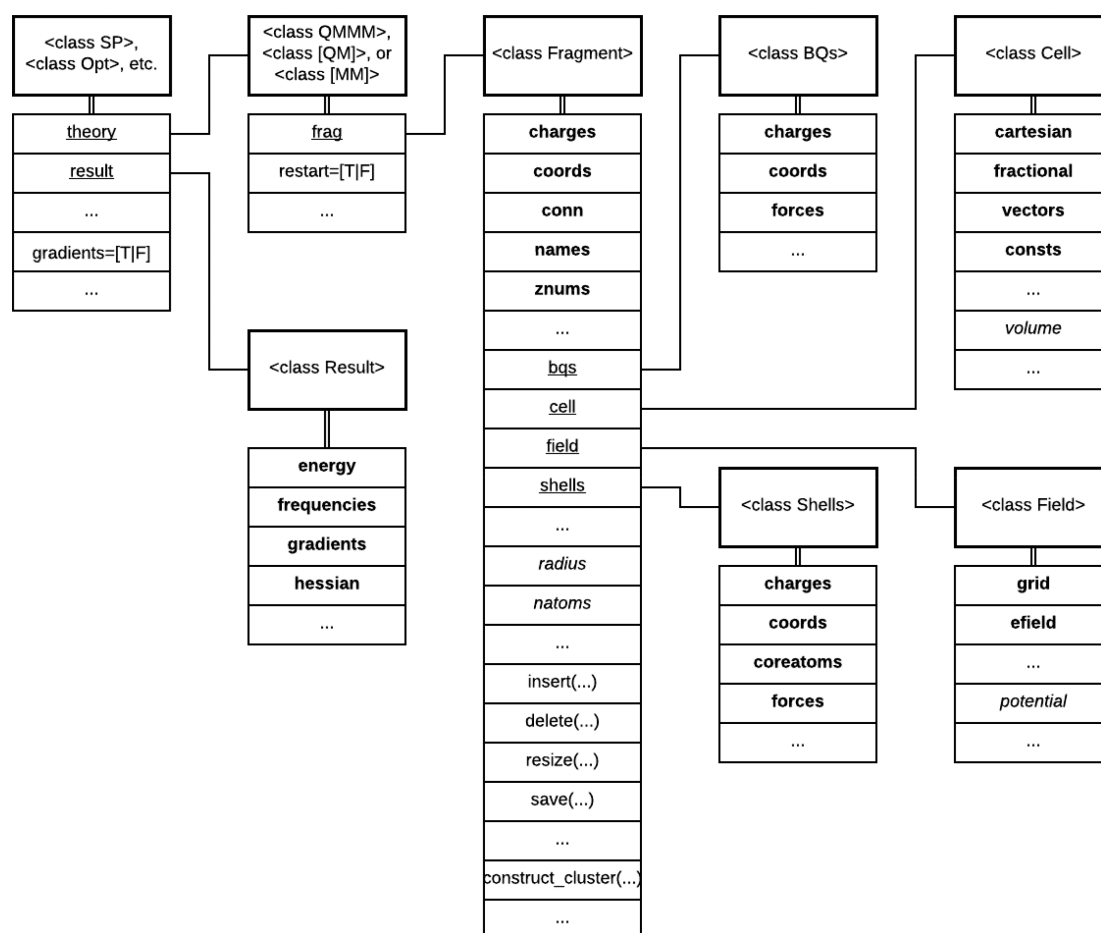 <class SP>,
<class Opt>, etc.
theory
result
...
gradients=[T|F]
...
<class QMMM>,
<class [QM]>, or
<class [MM]>
frag
restart=[T|F]
...
<class Result>
energy
frequencies
gradients
hessian
...
<class Fragment>
charges
coords
conn
names
znums
...
bqs
cell
field
shells
...
radius
natoms
...
insert(...)
delete(...)
resize(...)
save(...)
...
construct_cluster(...)
...
<class BQs>
charges
coords
forces
...
<class Shells>
charges
coords
coreatoms
forces
...
<class Cell>
cartesian
fractional
vectors
consts
...
volume
...
<class Field>
grid
efield
...
potential
...